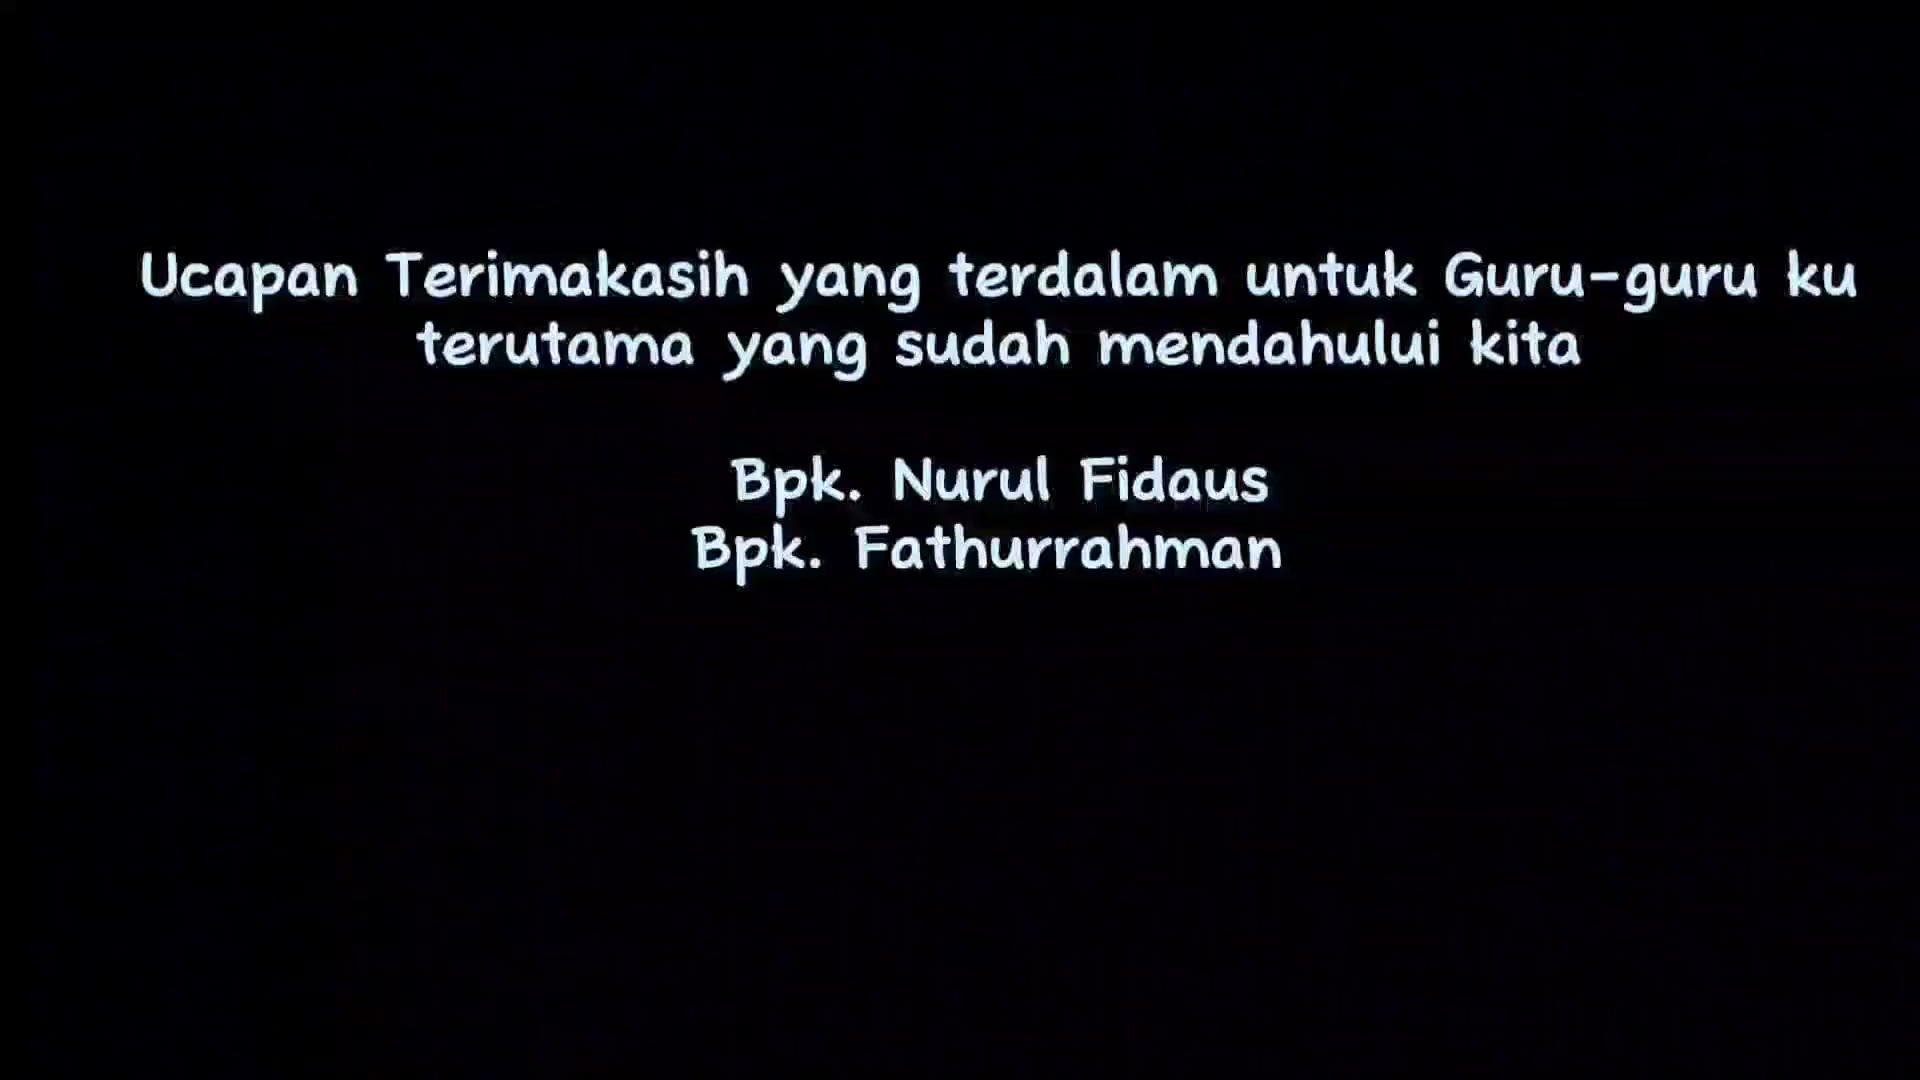 Ucapan Terimakasih yang terdalam untuk Guru-guru ku
terutama yang sudah mendahului kita
Bpk. Nurul Fidaus
Bpk. Fathurrahman